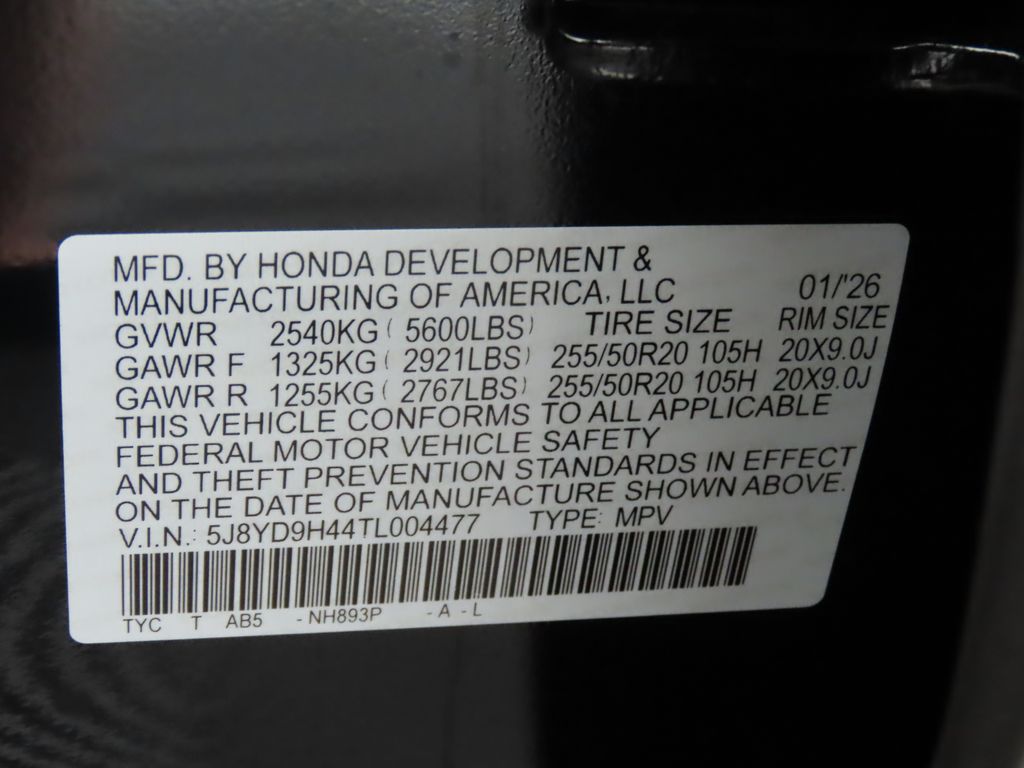 MFD. BY HONDA DEVELOPMENT &
MANUFACTURING OF AMERICA, LLC 01/'26
GVWR 2540KG ( 5600LBS) TIRE SIZE RIM SIZE
GAWR F 1325KG ( 2921LBS) 255/50R20 105H 20X9.0J
GAWR R 1255KG ( 2767LBS) 255/50R20 105H 20X9.0J
THIS VEHICLE CONFORMS TO ALL APPLICABLE
FEDERAL MOTOR VEHICLE SAFETY
AND THEFT PREVENTION STANDARDS IN EFFECT
ON THE DATE OF MANUFACTURE SHOWN ABOVE.
V.I.N.: 5J8YD9H44TL004477 TYPE: MPV
TYC T AB5 - NH893P - A - L